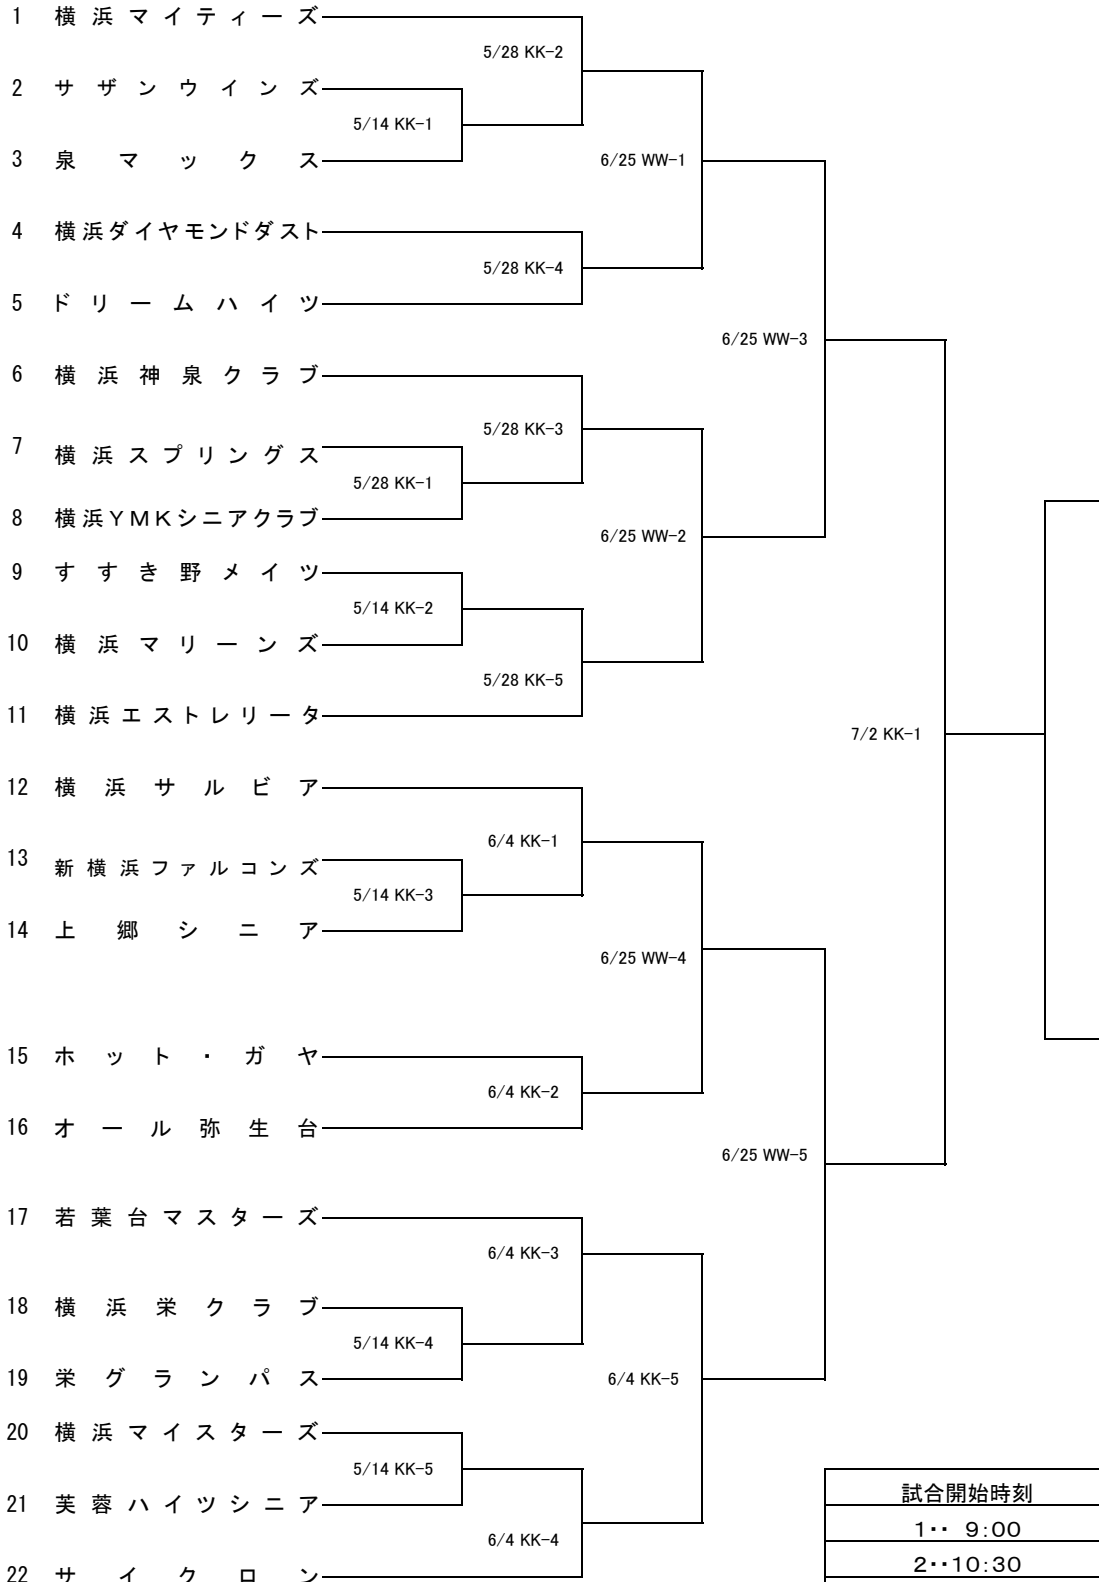 1 横浜マイティーズ
5/28 KK-2
2 サザンウインズ
5/14 KK-1
3 泉マックス
6/25 WW-1
4 横浜ダイヤモンドダスト
5/28 KK-4
5 ドリームハイツ
6/25 WW-3
6 横浜神泉クラブ
5/28 KK-3
7 横浜スプリングス
5/28 KK-1
8 横浜YMKシニアクラブ
6/25 WW-2
9 すすき野メイツ
5/14 KK-2
10 横浜マリーンズ
5/28 KK-5
11 横浜エストレリータ
7/2 KK-1
12 横浜サルビア
6/4 KK-1
13 新横浜ファルコンズ
5/14 KK-3
14 上郷シニア
6/25 WW-4
15 ホット・ガヤ
6/4 KK-2
16 オール弥生台
6/25 WW-5
17 若葉台マスターズ
6/4 KK-3
18 横浜栄クラブ
5/14 KK-4
19 栄グランパス
6/4 KK-5
20 横浜マイスターズ
5/14 KK-5
21 芙蓉ハイツシニア
6/4 KK-4
22 サイクロン
試合開始時刻
1・・ 9:00
2・・10:30